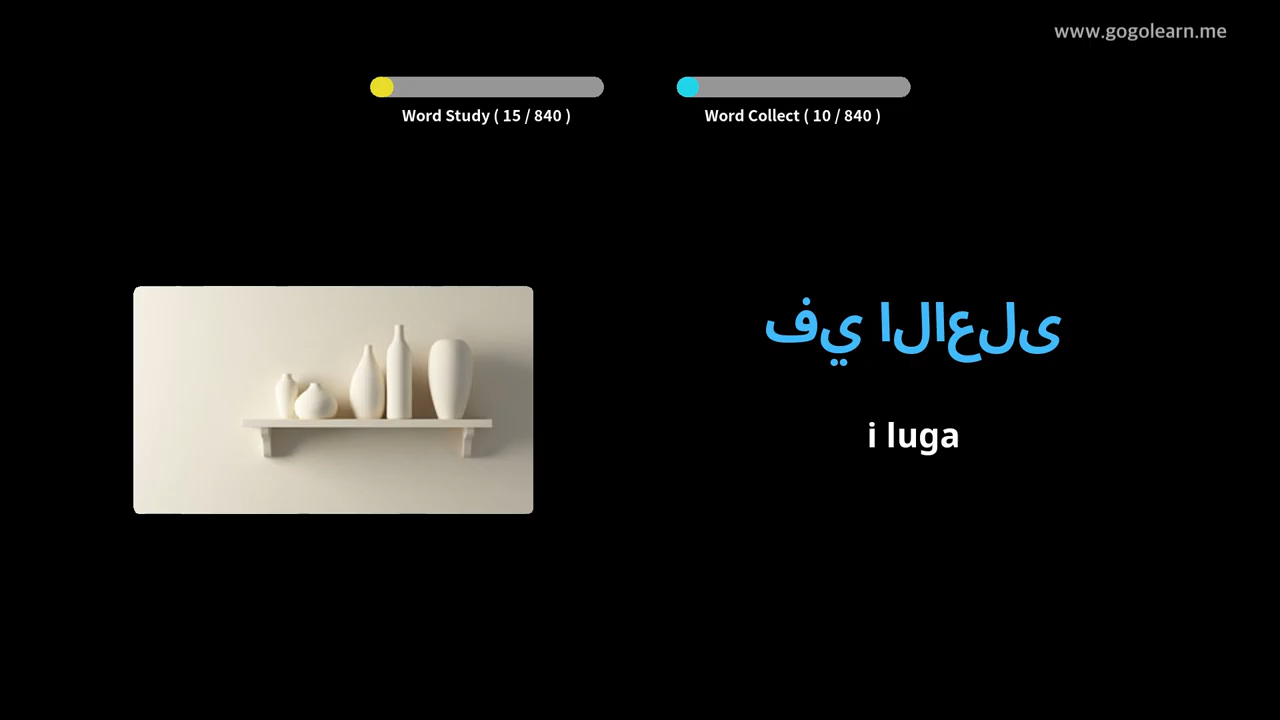 www.gogolearn.me
Word Study ( 15 / 840 )
Word Collect ( 10 / 840 )
في الاعلى
i luga